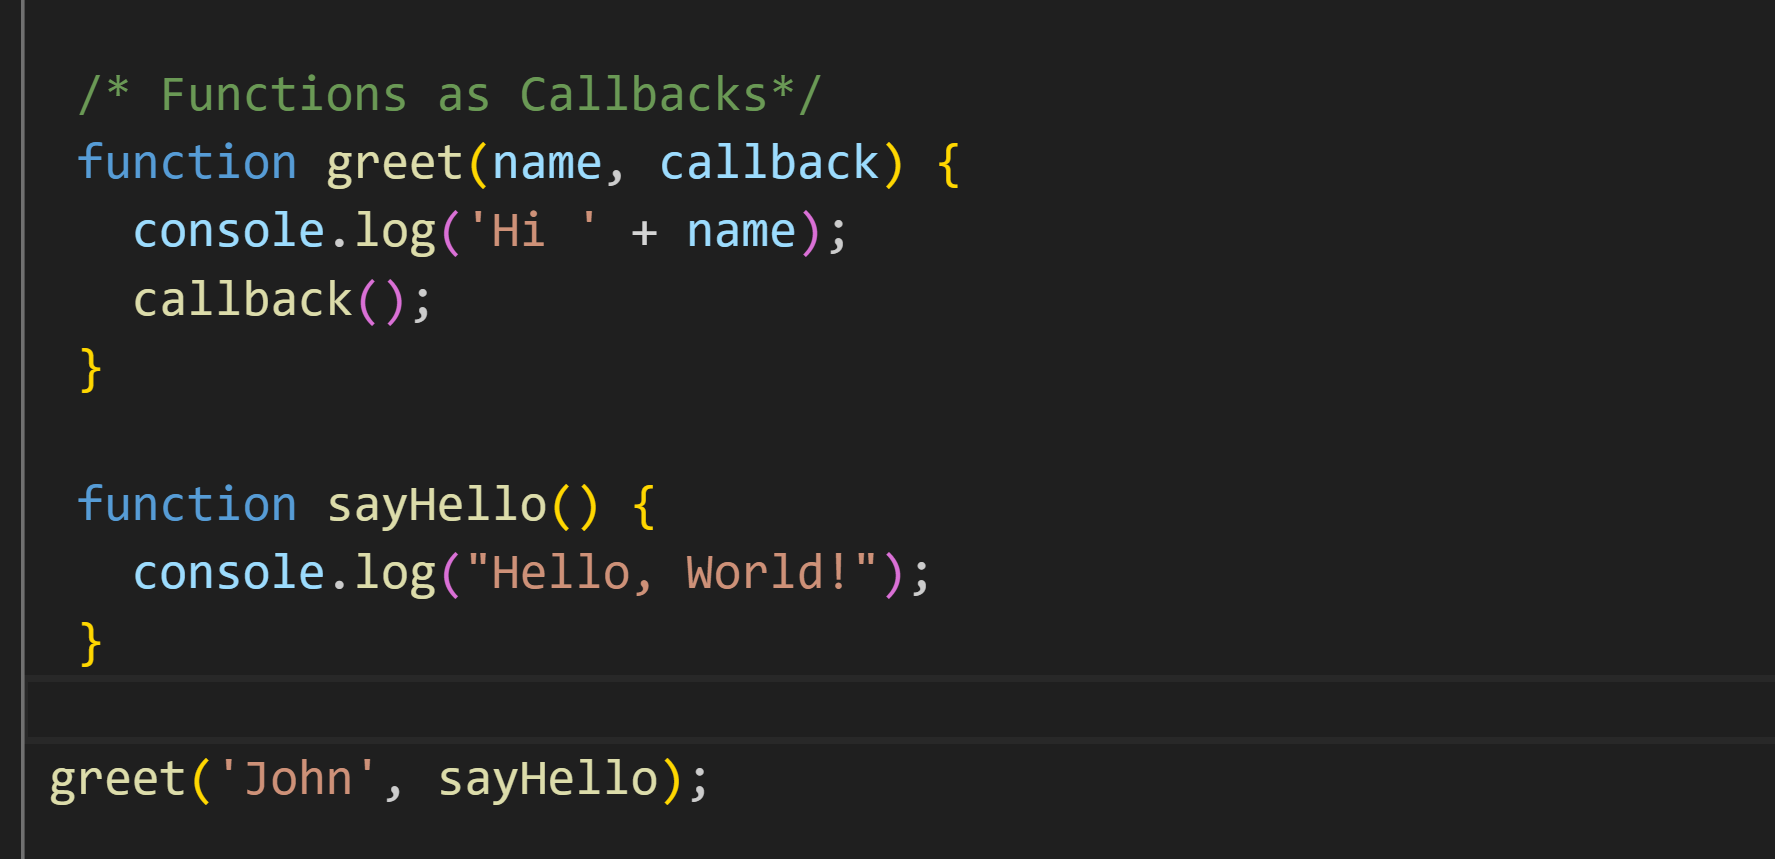 /* Functions as Callbacks*/
function greet(name, callback) {
  console.log('Hi ' + name);
  callback();
}
function sayHello() {
  console.log("Hello, World!");
}
greet('John', sayHello);